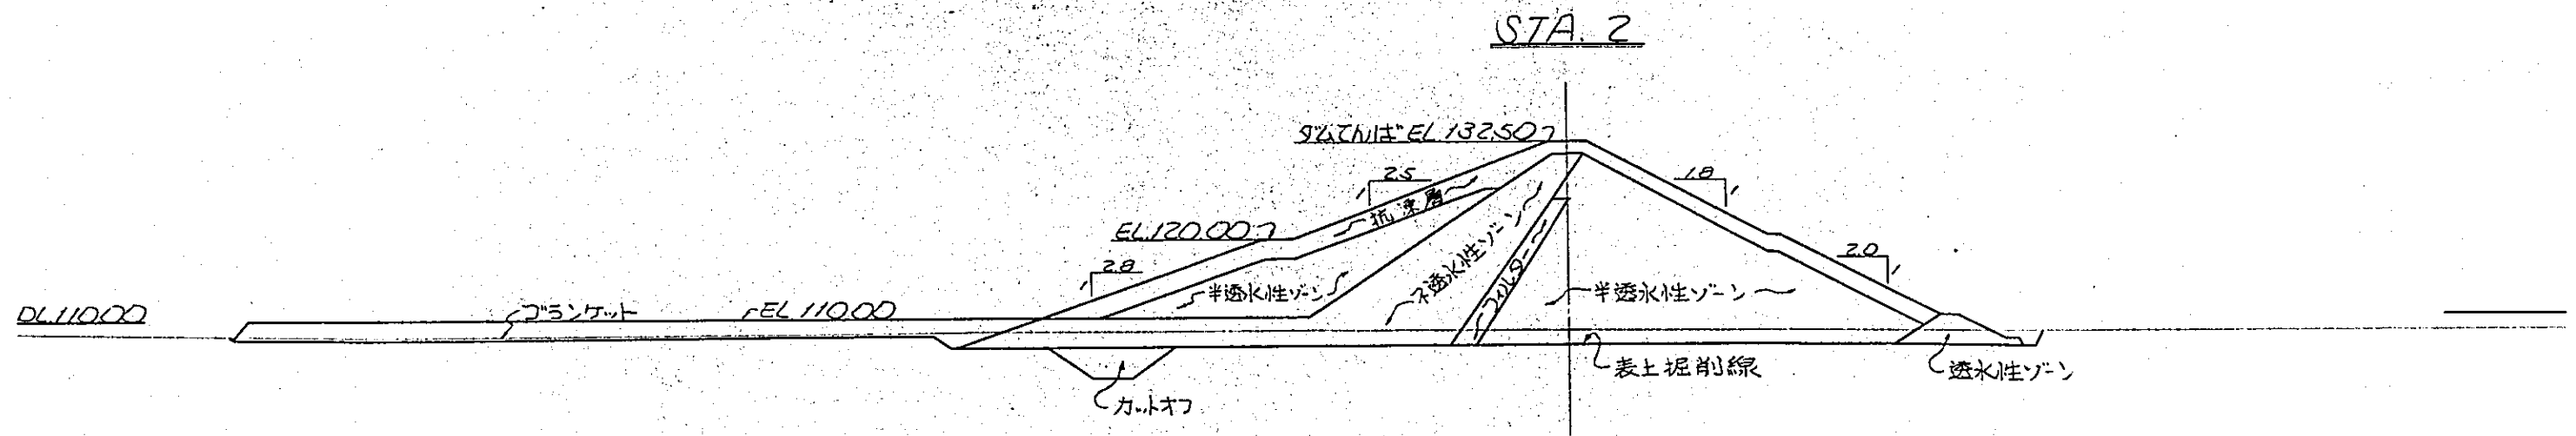 STA. 2
ダムてんば EL.132.50
2.5
1.8
抗凍層
EL.120.00
2.8
2.0
不透水性ゾーン
フィルター
半透水性ゾーン
半透水性ゾーン
DL.110.00
ブランケット
EL.110.00
表土掘削線
透水性ゾーン
カットオフ